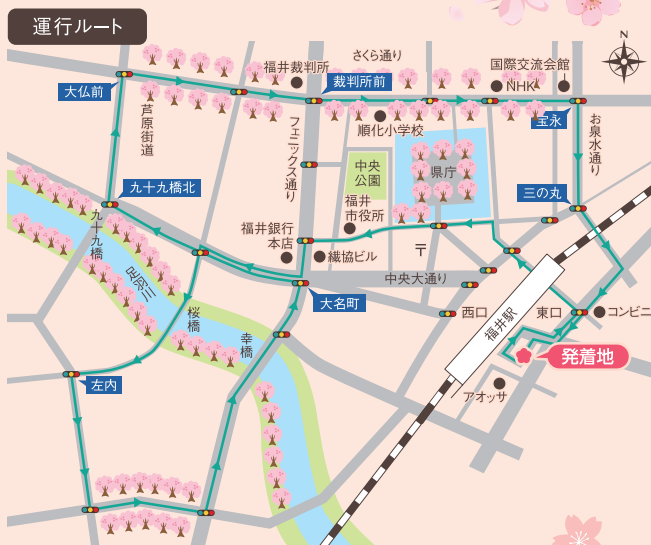 運行ルート
N
さくら通り
福井裁判所
国際交流会館
NHK
大仏前
裁判所前
宝永
順化小学校
芦原街道
フェニックス通り
お泉水通り
中央
公園
県庁
三の丸
九十九橋北
福井
市役所
九十九橋
福井銀行
本店
〒
繊協ビル
足羽川
中央大通り
大名町
桜橋
幸橋
西口
福井駅
東口
コンビニ
発着地
左内
アオッサ